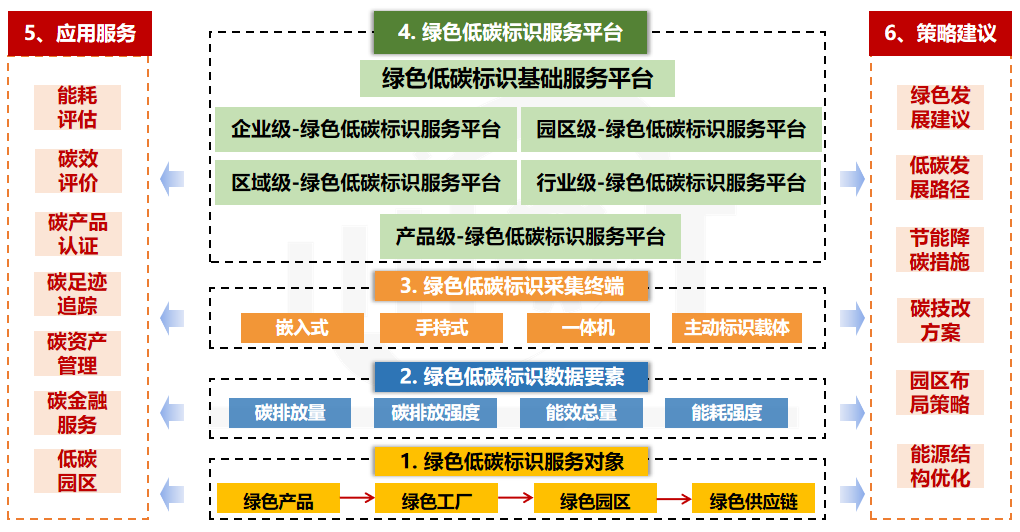 5、应用服务
能耗
评估
碳效
评价
碳产品
认证
碳足迹
追踪
碳资产
管理
碳金融
服务
低碳
园区
4. 绿色低碳标识服务平台
绿色低碳标识基础服务平台
企业级-绿色低碳标识服务平台
园区级-绿色低碳标识服务平台
区域级-绿色低碳标识服务平台
行业级-绿色低碳标识服务平台
产品级-绿色低碳标识服务平台
3. 绿色低碳标识采集终端
嵌入式
手持式
一体机
主动标识载体
2. 绿色低碳标识数据要素
碳排放量
碳排放强度
能效总量
能耗强度
1. 绿色低碳标识服务对象
绿色产品
绿色工厂
绿色园区
绿色供应链
6、策略建议
绿色发
展建议
低碳发
展路径
节能降
碳措施
碳技改
方案
园区布
局策略
能源结
构优化